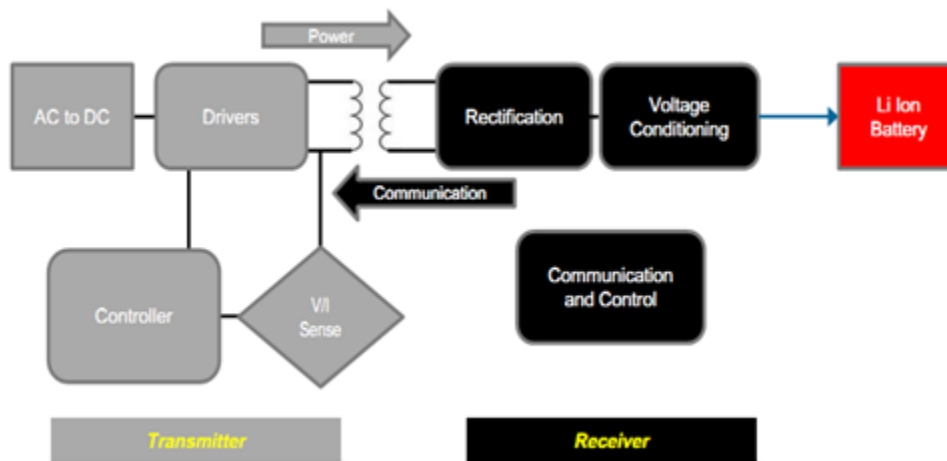 Power
AC to DC
Drivers
Rectification
Voltage
Conditioning
Li Ion
Battery
Communication
Controller
V/I
Sense
Communication
and Control
Transmitter
Receiver